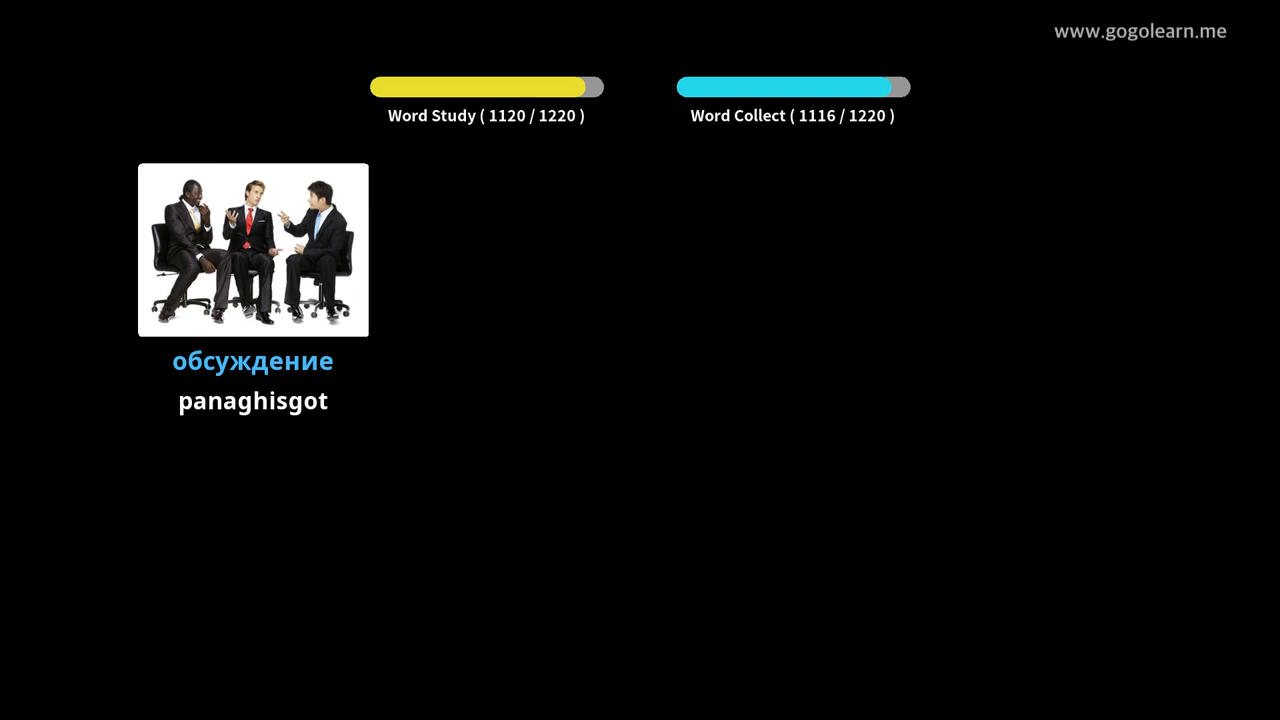 www.gogolearn.me
Word Study ( 1120 / 1220 )
Word Collect ( 1116 / 1220 )
обсуждение
panaghisgot